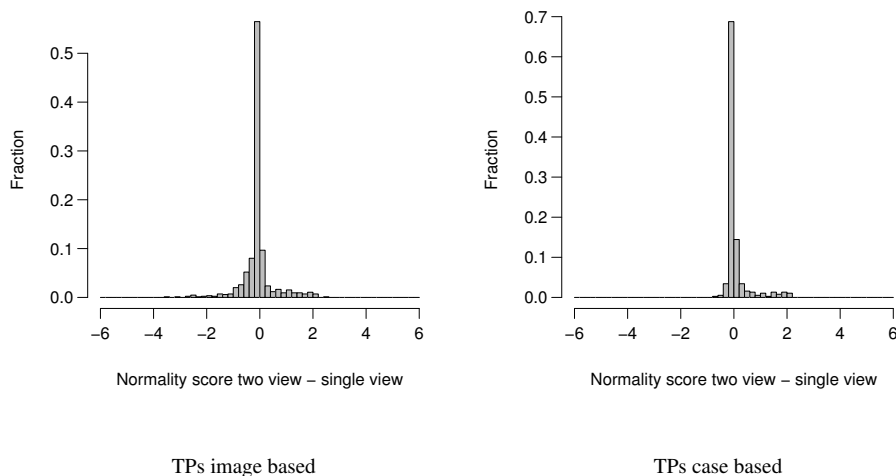 0.5
0.4
0.3
0.2
0.1
0.0
Fraction
−6 −4 −2 0 2 4 6
Normality score two view − single view
TPs image based
0.7
0.6
0.5
0.4
0.3
0.2
0.1
0.0
Fraction
−6 −4 −2 0 2 4 6
Normality score two view − single view
TPs case based